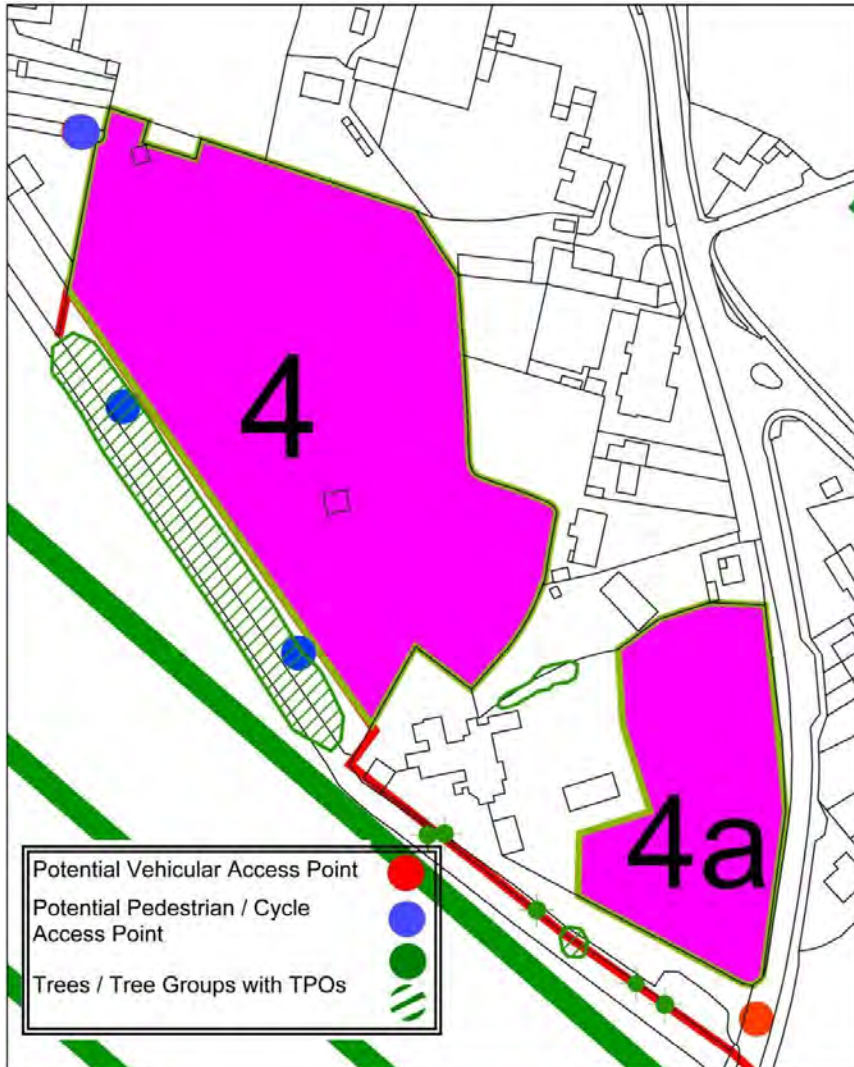 4
4a
Potential Vehicular Access Point
Potential Pedestrian / Cycle
Access Point
Trees / Tree Groups with TPOs